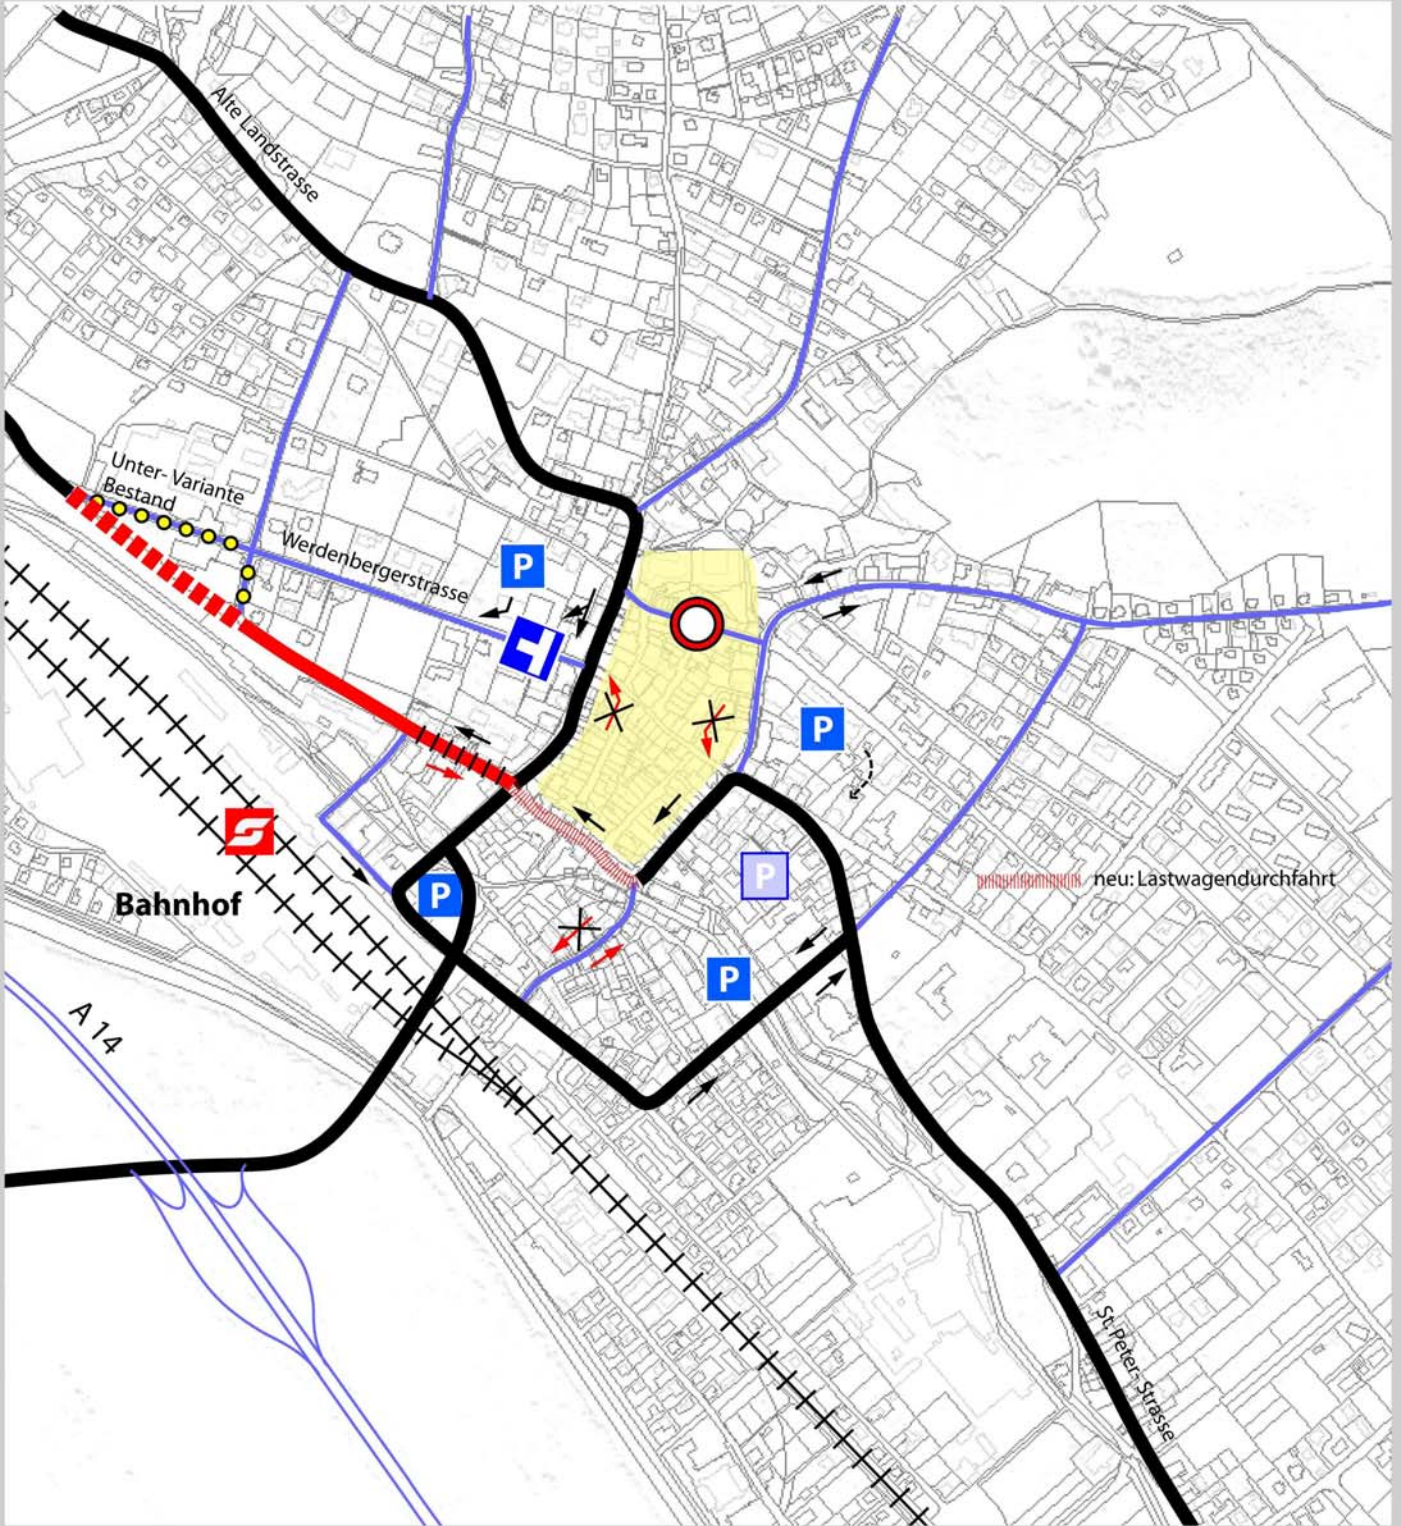 Alte Landstrasse
Unter- Variante
Bestand
Werdenbergerstrasse
P
P
P
P
P
neu: Lastwagendurchfahrt
Bahnhof
A 14
St. Peter- Strasse